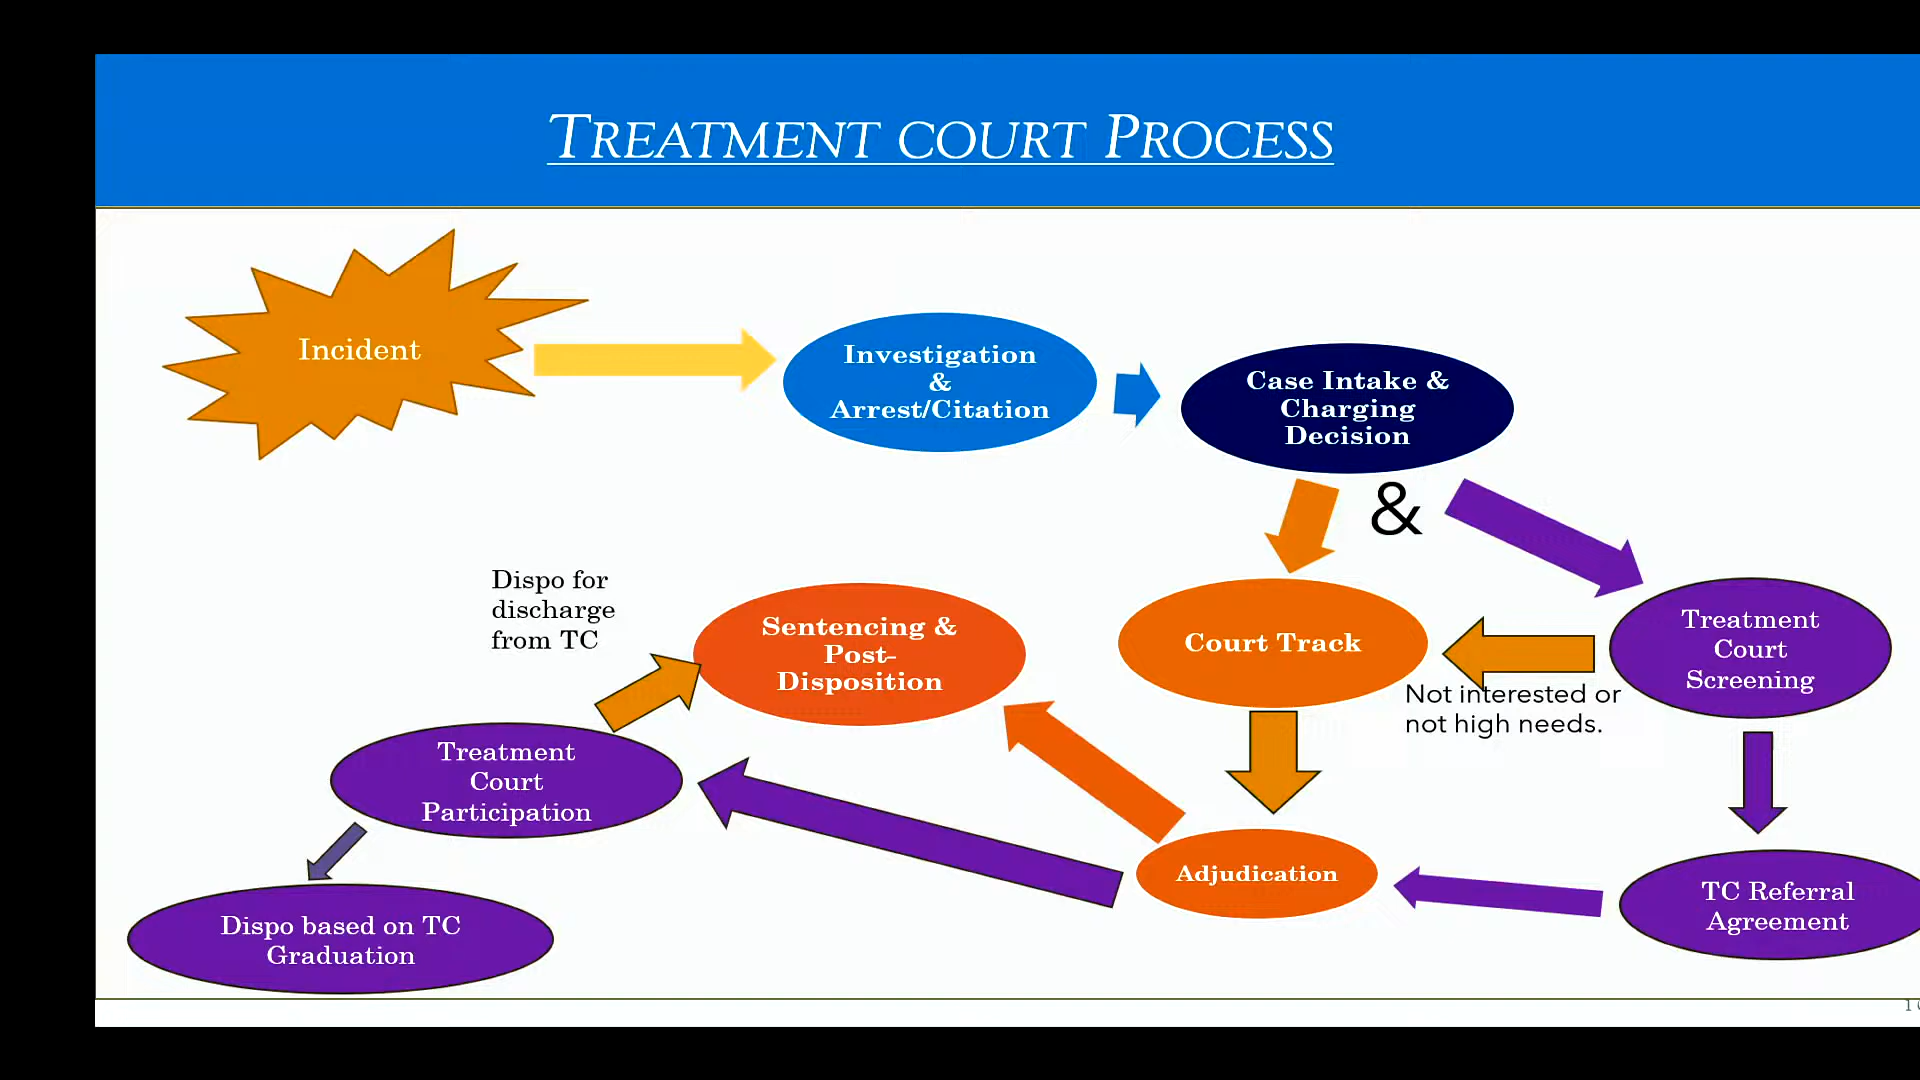 TREATMENT COURT PROCESS
Incident
Investigation
&
Arrest/Citation
Case Intake &
Charging
Decision
&
Dispo for
discharge
from TC
Sentencing &
Post-
Disposition
Court Track
Treatment
Court
Screening
Not interested or
not high needs.
Treatment
Court
Participation
Adjudication
TC Referral
Agreement
Dispo based on TC
Graduation